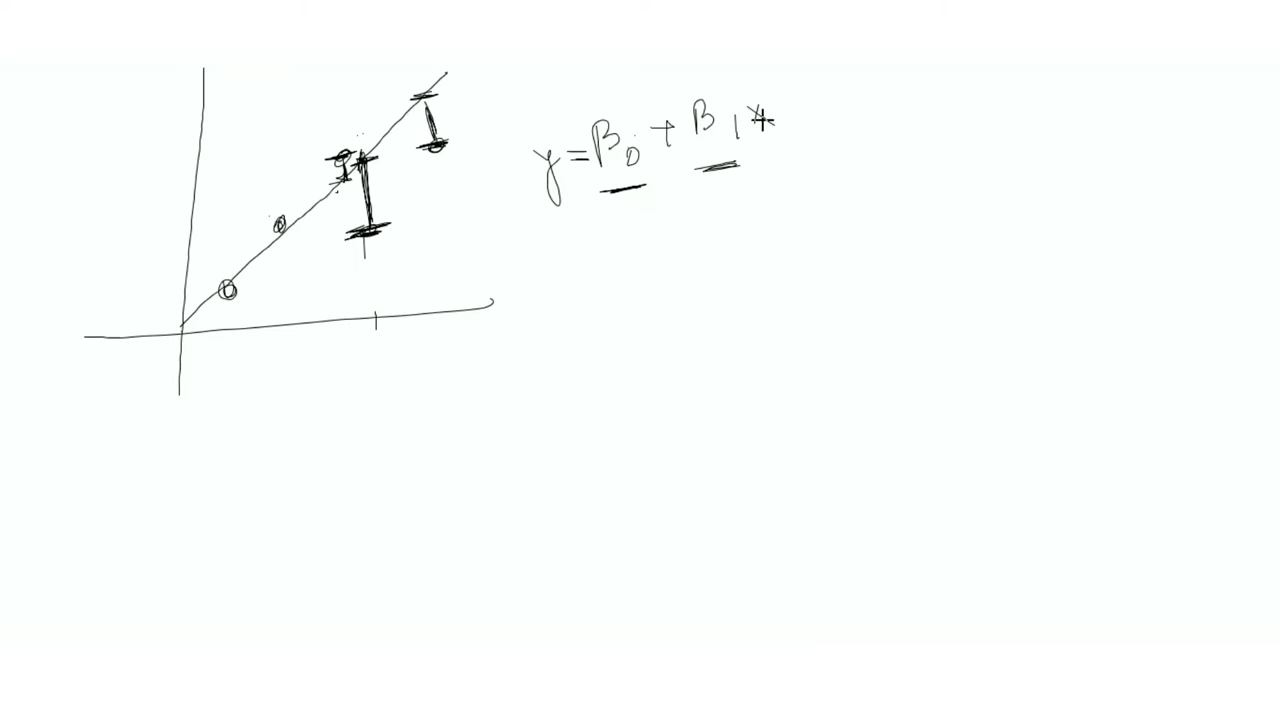 y = β₀ + β₁x